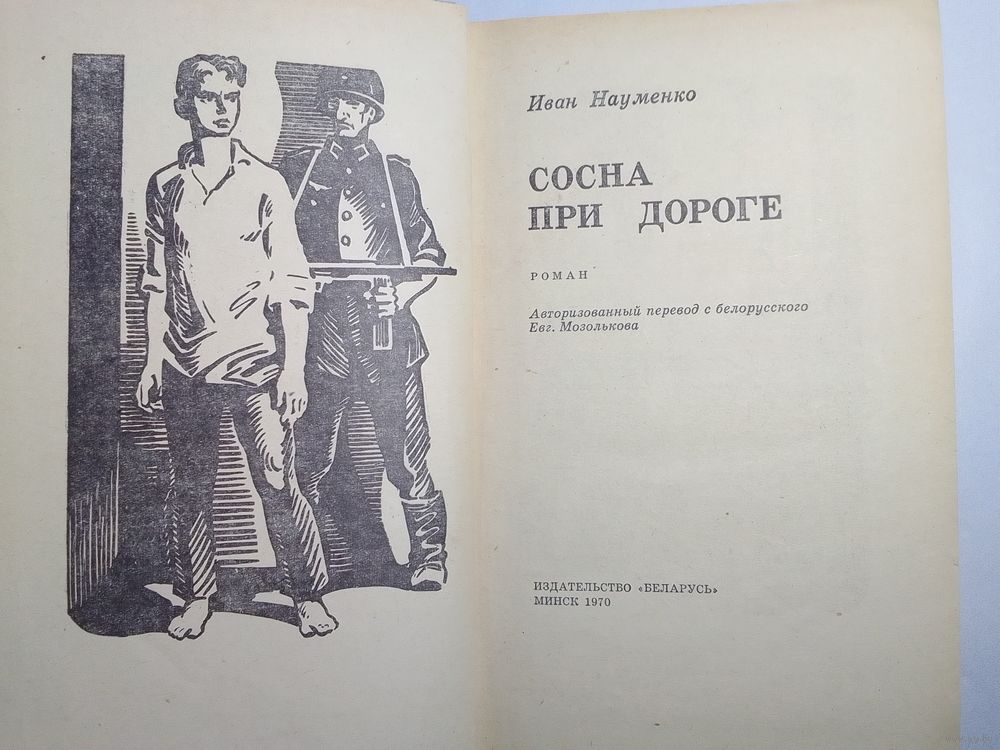 Иван Науменко
СОСНА
ПРИ ДОРОГЕ
РОМАН
Авторизованный перевод с белорусского
Евг. Мозолькова
ИЗДАТЕЛЬСТВО «БЕЛАРУСЬ»
МИНСК 1970